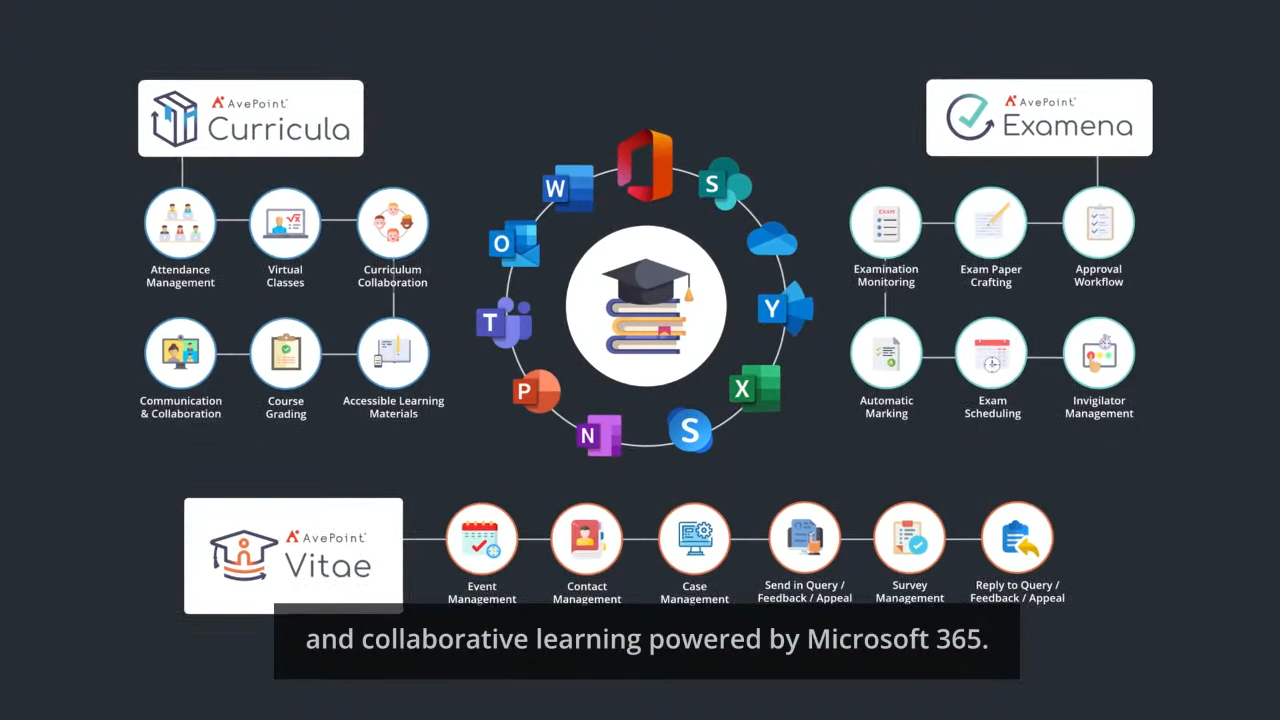 AvePoint
Curricula
Attendance
Management
Virtual
Classes
Curriculum
Collaboration
Communication
& Collaboration
Course
Grading
Accessible Learning
Materials
W
S
O
Y
T
X
P
N
S
AvePoint
Examena
EXAM
Examination
Monitoring
Exam Paper
Crafting
Approval
Workflow
Automatic
Marking
Exam
Scheduling
Invigilator
Management
AvePoint
Vitae
Event
Management
Contact
Management
Case
Management
Send in Query /
Feedback / Appeal
Survey
Management
Reply to Query /
Feedback / Appeal
and collaborative learning powered by Microsoft 365.